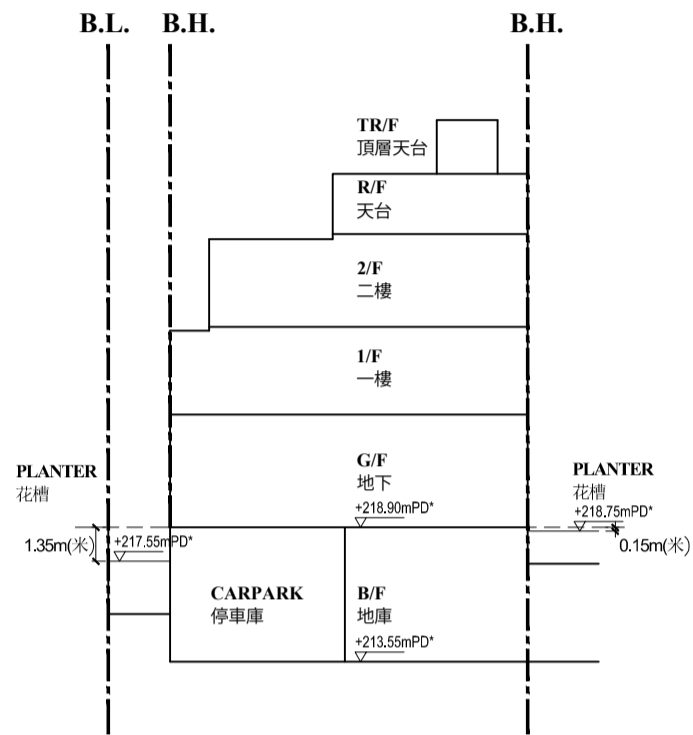 B.L. B.H. B.H.
TR/F
頂層天台
R/F
天台
2/F
二樓
1/F
一樓
G/F
地下
+218.90mPD*
PLANTER
花槽
1.35m(米)
+217.55mPD*
PLANTER
花槽
+218.75mPD*
0.15m(米)
CARPARK
停車庫
B/F
地庫
+213.55mPD*